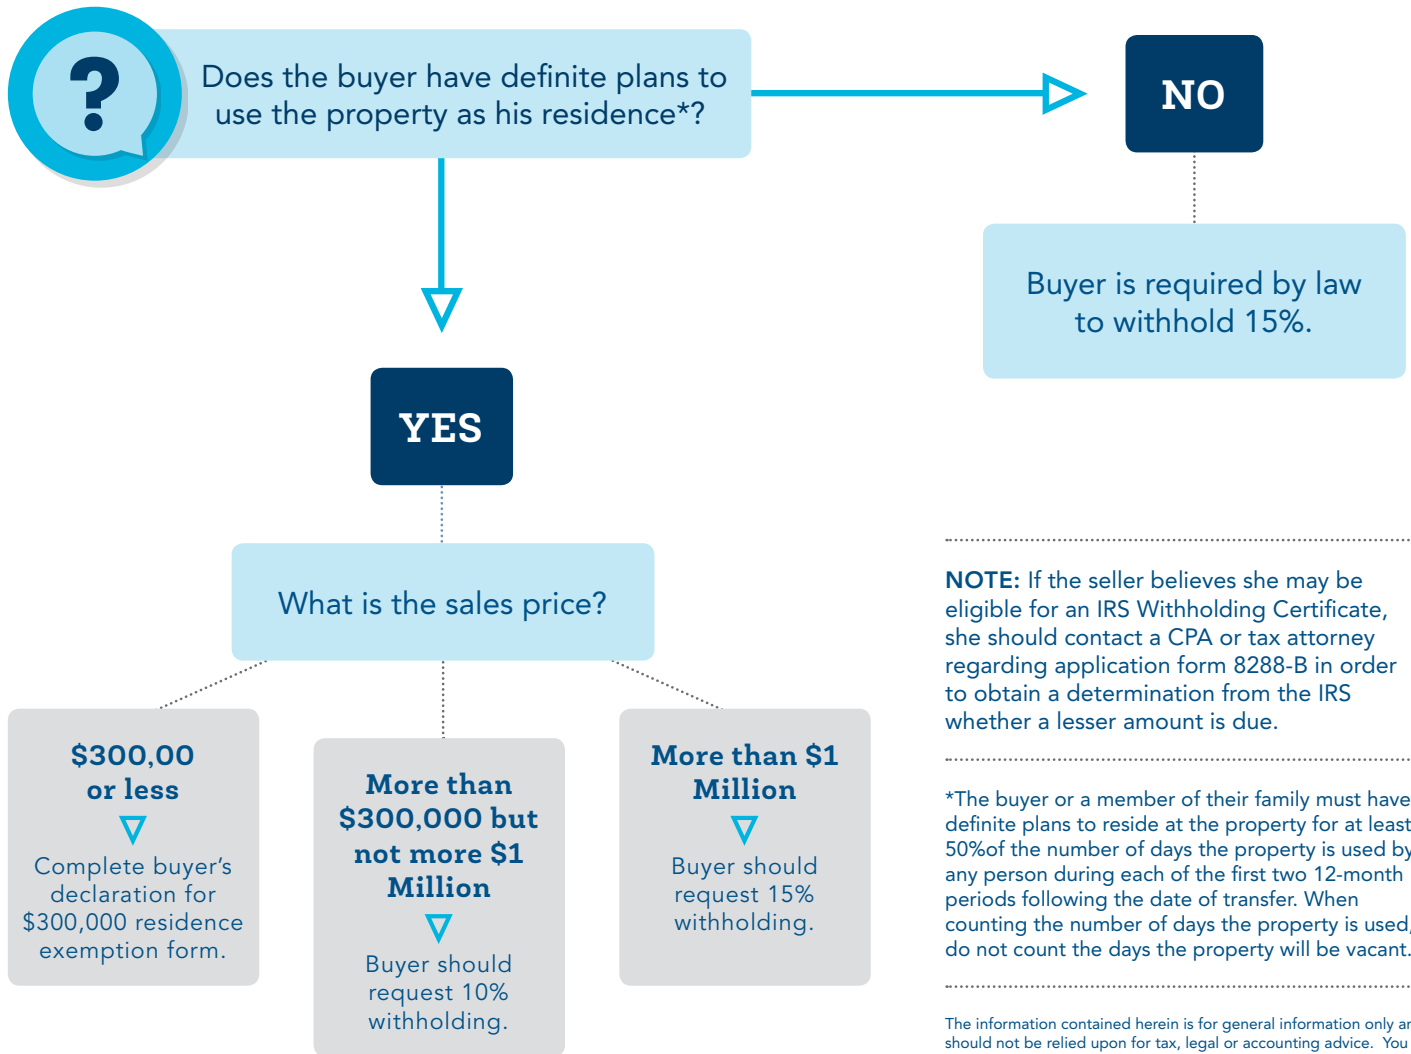 ?
Does the buyer have definite plans to
use the property as his residence*?
NO
Buyer is required by law
to withhold 15%.
YES
What is the sales price?
$300,00
or less
Complete buyer's
declaration for
$300,000 residence
exemption form.
More than
$300,000 but
not more $1
Million
Buyer should
request 10%
withholding.
More than $1
Million
Buyer should
request 15%
withholding.
NOTE: If the seller believes she may be
eligible for an IRS Withholding Certificate,
she should contact a CPA or tax attorney
regarding application form 8288-B in order
to obtain a determination from the IRS
whether a lesser amount is due.
*The buyer or a member of their family must have
definite plans to reside at the property for at least
50%of the number of days the property is used by
any person during each of the first two 12-month
periods following the date of transfer. When
counting the number of days the property is used,
do not count the days the property will be vacant.
The information contained herein is for general information only
should not be relied upon for tax, legal or accounting advice. You